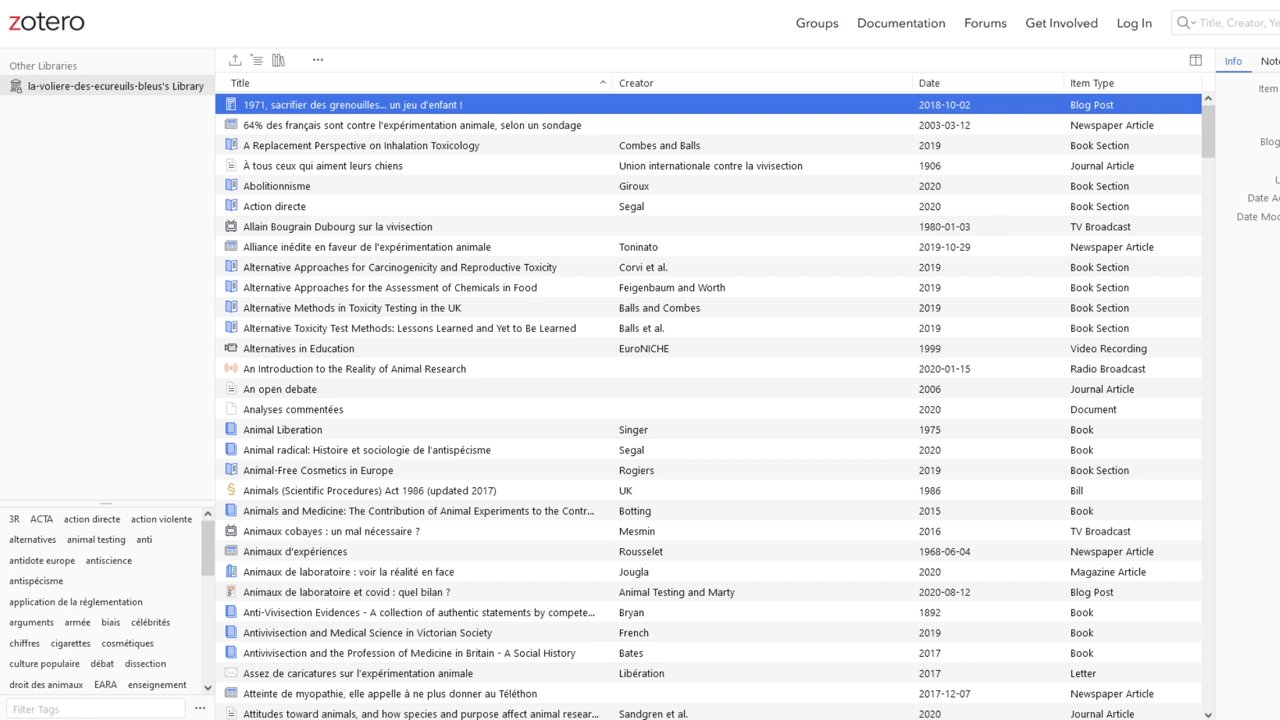 zotero
Groups Documentation Forums Get Involved Log In Title, Creator, Ye
Other Libraries
la-voliere-des-ecureuils-bleus's Library
3R ACTA action directe action violente
alternatives animal testing anti
antidote europe antiscience
antispécisme
application de la réglementation
arguments armée biais célébrités
chiffres cigarettes cosmétiques
culture populaire débat dissection
droit des animaux EARA enseignement
Filter Tags
Title Creator Date Item Type
1971, sacrifier des grenouilles... un jeu d'enfant ! 2018-10-02 Blog Post
64% des français sont contre l'expérimentation animale, selon un sondage 2003-03-12 Newspaper Article
A Replacement Perspective on Inhalation Toxicology Combes and Balls 2019 Book Section
À tous ceux qui aiment leurs chiens Union internationale contre la vivisection 1906 Journal Article
Abolitionnisme Giroux 2020 Book Section
Action directe Segal 2020 Book Section
Allain Bougrain Dubourg sur la vivisection 1980-01-03 TV Broadcast
Alliance inédite en faveur de l'expérimentation animale Toninato 2019-10-29 Newspaper Article
Alternative Approaches for Carcinogenicity and Reproductive Toxicity Corvi et al. 2019 Book Section
Alternative Approaches for the Assessment of Chemicals in Food Feigenbaum and Worth 2019 Book Section
Alternative Methods in Toxicity Testing in the UK Balls and Combes 2019 Book Section
Alternative Toxicity Test Methods: Lessons Learned and Yet to Be Learned Balls et al. 2019 Book Section
Alternatives in Education EuroNICHE 1999 Video Recording
An Introduction to the Reality of Animal Research 2020-01-15 Radio Broadcast
An open debate 2006 Journal Article
Analyses commentées 2020 Document
Animal Liberation Singer 1975 Book
Animal radical: Histoire et sociologie de l'antispécisme Segal 2020 Book
Animal-Free Cosmetics in Europe Rogiers 2019 Book Section
Animals (Scientific Procedures) Act 1986 (updated 2017) UK 1986 Bill
Animals and Medicine: The Contribution of Animal Experiments to the Contr... Botting 2015 Book
Animaux cobayes : un mal nécessaire ? Mesmin 2016 TV Broadcast
Animaux d'expériences Rousselet 1968-06-04 Newspaper Article
Animaux de laboratoire : voir la réalité en face Jougla 2020 Magazine Article
Animaux de laboratoire et covid : quel bilan ? Animal Testing and Marty 2020-08-12 Blog Post
Anti-Vivisection Evidences - A collection of authentic statements by compete... Bryan 1892 Book
Antivivisection and Medical Science in Victorian Society French 2019 Book
Antivivisection and the Profession of Medicine in Britain - A Social History Bates 2017 Book
Assez de caricatures sur l'expérimentation animale Libération 2017 Letter
Atteinte de myopathie, elle appelle à ne plus donner au Téléthon 2017-12-07 Newspaper Article
Attitudes toward animals, and how species and purpose affect animal resear... Sandgren et al. 2020 Journal Article
Info Note
Item
Blog
U
Date Ad
Date Mod